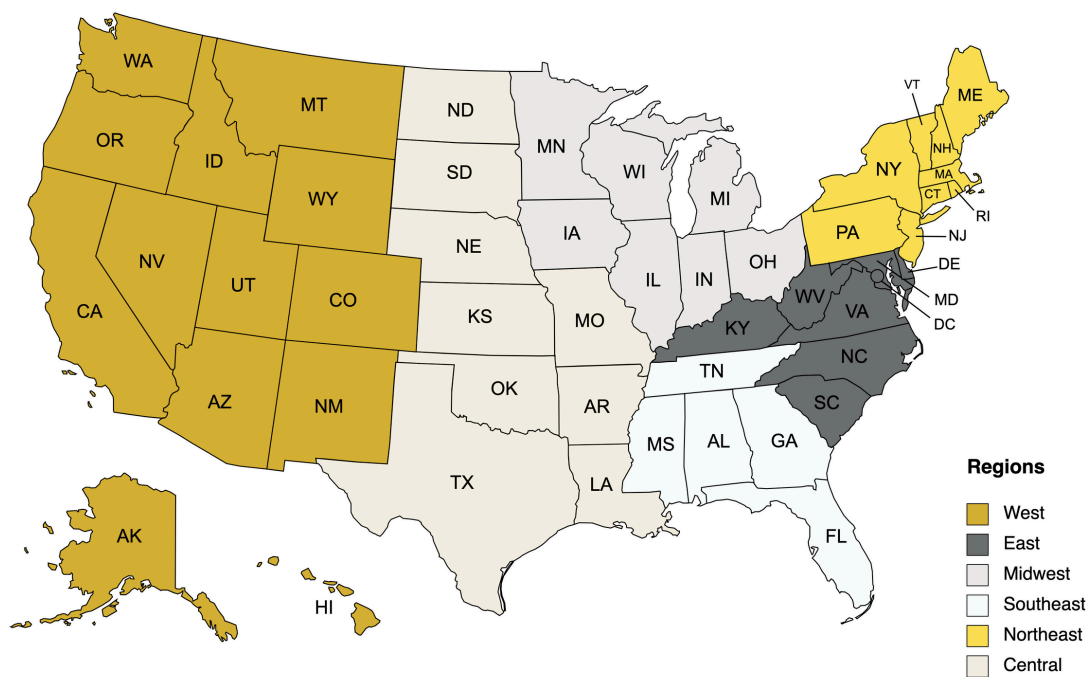 WA
MT
ND
MN
VT
ME
OR
ID
SD
WI
MI
NY
NH
MA
CT
RI
WY
NE
IA
PA
NJ
NV
UT
CO
IL
IN
OH
DE
MD
DC
CA
KS
MO
WV
VA
KY
NC
AZ
NM
OK
AR
TN
SC
MS
AL
GA
TX
LA
FL
AK
HI
Regions
West
East
Midwest
Southeast
Northeast
Central